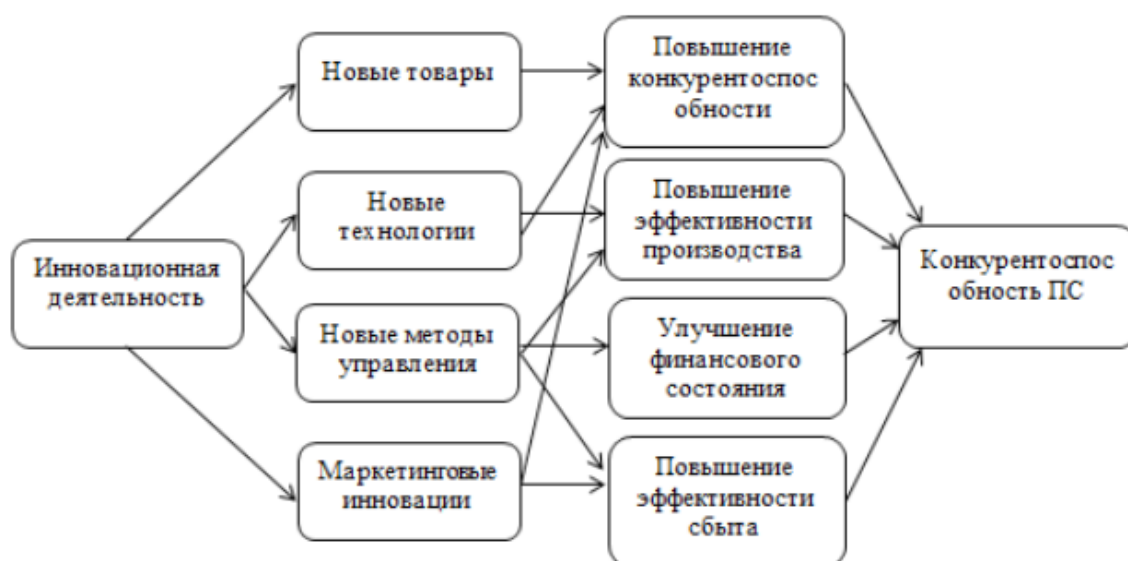 Новые товары
Повышение
конкурентоспос
обности
Новые
технологии
Повышение
эффективности
производства
Инновационная
деятельность
Конкурентоспос
обность ПС
Новые методы
управления
Улучшение
финансового
состояния
Маркетинговые
инновации
Повышение
эффективности
сбыта